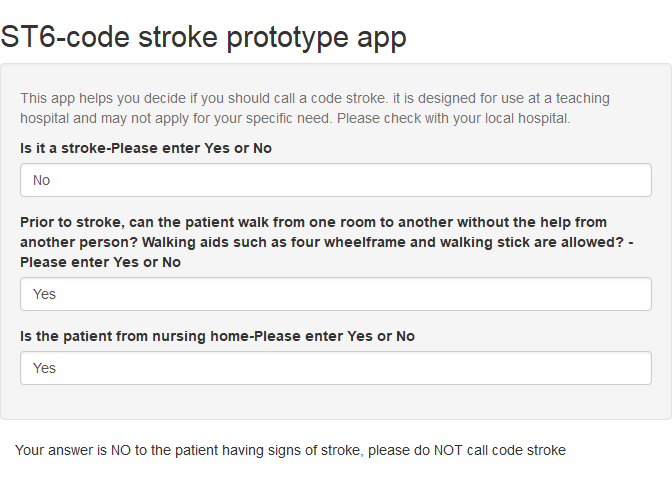 ST6-code stroke prototype app
This app helps you decide if you should call a code stroke. it is designed for use at a teaching
hospital and may not apply for your specific need. Please check with your local hospital.
Is it a stroke-Please enter Yes or No
No
Prior to stroke, can the patient walk from one room to another without the help from
another person? Walking aids such as four wheelframe and walking stick are allowed? -
Please enter Yes or No
Yes
Is the patient from nursing home-Please enter Yes or No
Yes
Your answer is NO to the patient having signs of stroke, please do NOT call code stroke